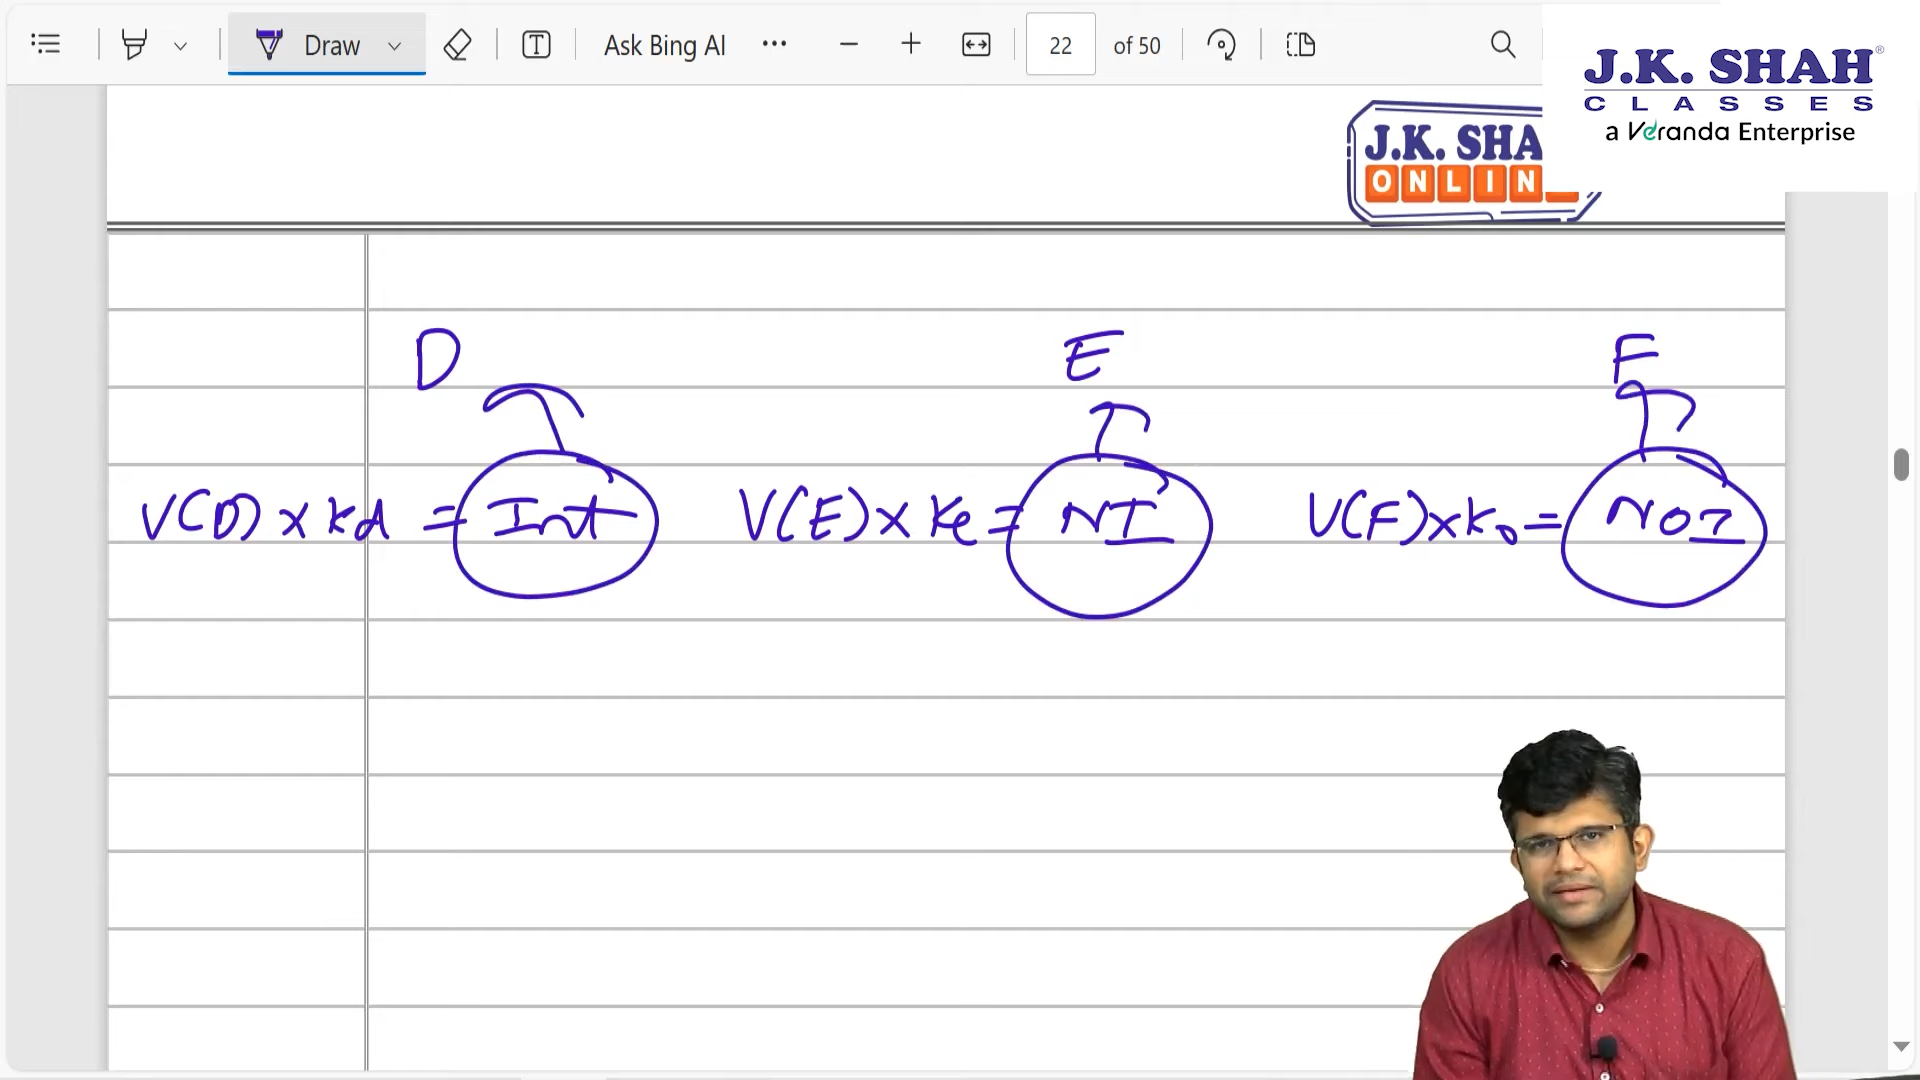 Draw
Ask Bing AI
22 of 50
J.K. SHAH®
CLASSES
a Veranda Enterprise
J.K. SHA
ONLIN
D E F
V(D) x kd = Int V(E) x Ke = NI V(F) x Ko = NOI